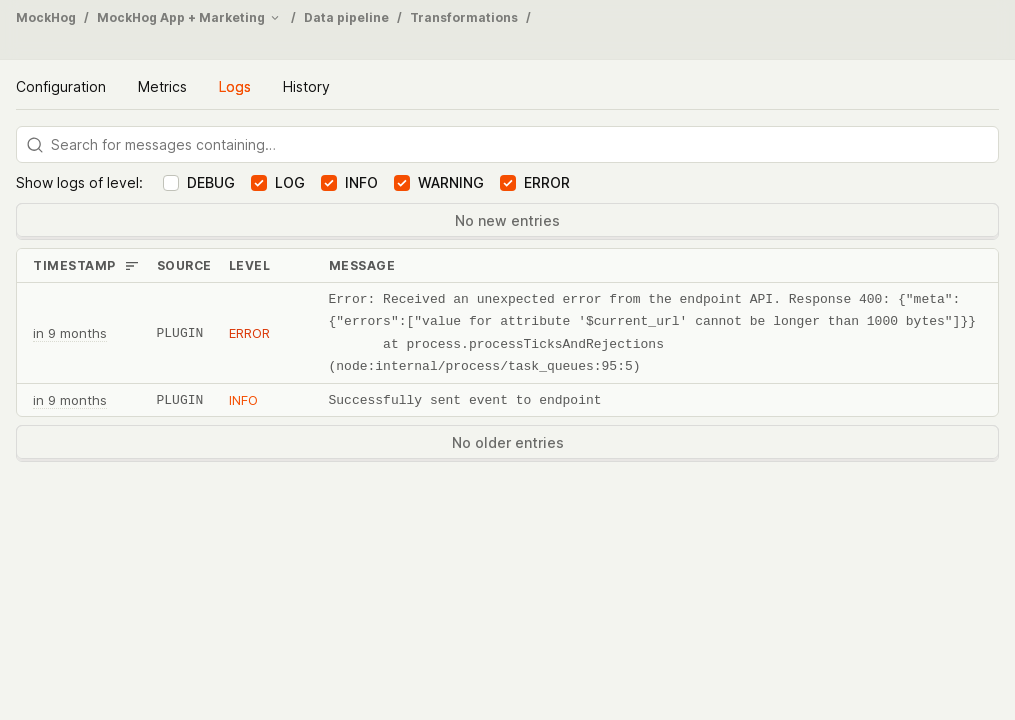 MockHog / MockHog App + Marketing / Data pipeline / Transformations /
Configuration Metrics Logs History
Search for messages containing…
Show logs of level: DEBUG LOG INFO WARNING ERROR
No new entries
TIMESTAMP SOURCE LEVEL MESSAGE
Error: Received an unexpected error from the endpoint API. Response 400: {"meta":
{"errors":["value for attribute '$current_url' cannot be longer than 1000 bytes"]}}
in 9 months PLUGIN ERROR
at process.processTicksAndRejections
(node:internal/process/task_queues:95:5)
in 9 months PLUGIN INFO Successfully sent event to endpoint
No older entries